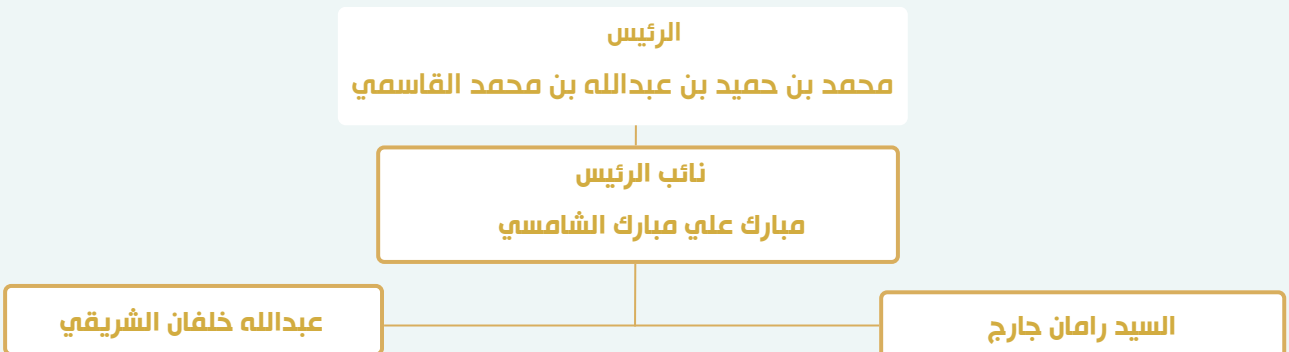 الرئيس
محمد بن حميد بن عبدالله بن محمد القاسمي
نائب الرئيس
مبارك علي مبارك الشامسي
السيد رامان جارج
عبدالله خلفان الشريقي